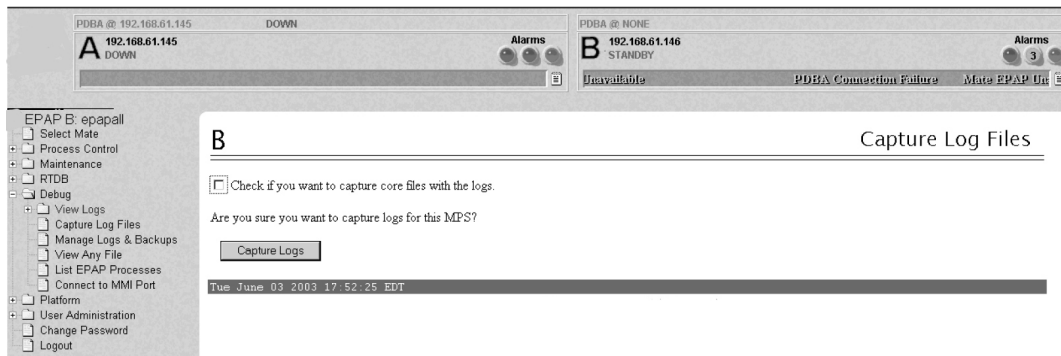 PDBA @ 192.168.61.145 DOWN
A 192.168.61.145
DOWN
Alarms
PDBA @ NONE
B 192.168.61.146
STANDBY
Alarms
3
Unavailable PDBA Connection Failure Mate EPAP Un
EPAP B: epapall
Select Mate
Process Control
Maintenance
RTDB
Debug
View Logs
Capture Log Files
Manage Logs & Backups
View Any File
List EPAP Processes
Connect to MMI Port
Platform
User Administration
Change Password
Logout
B Capture Log Files
Check if you want to capture core files with the logs.
Are you sure you want to capture logs for this MPS?
Capture Logs
Tue June 03 2003 17:52:25 EDT